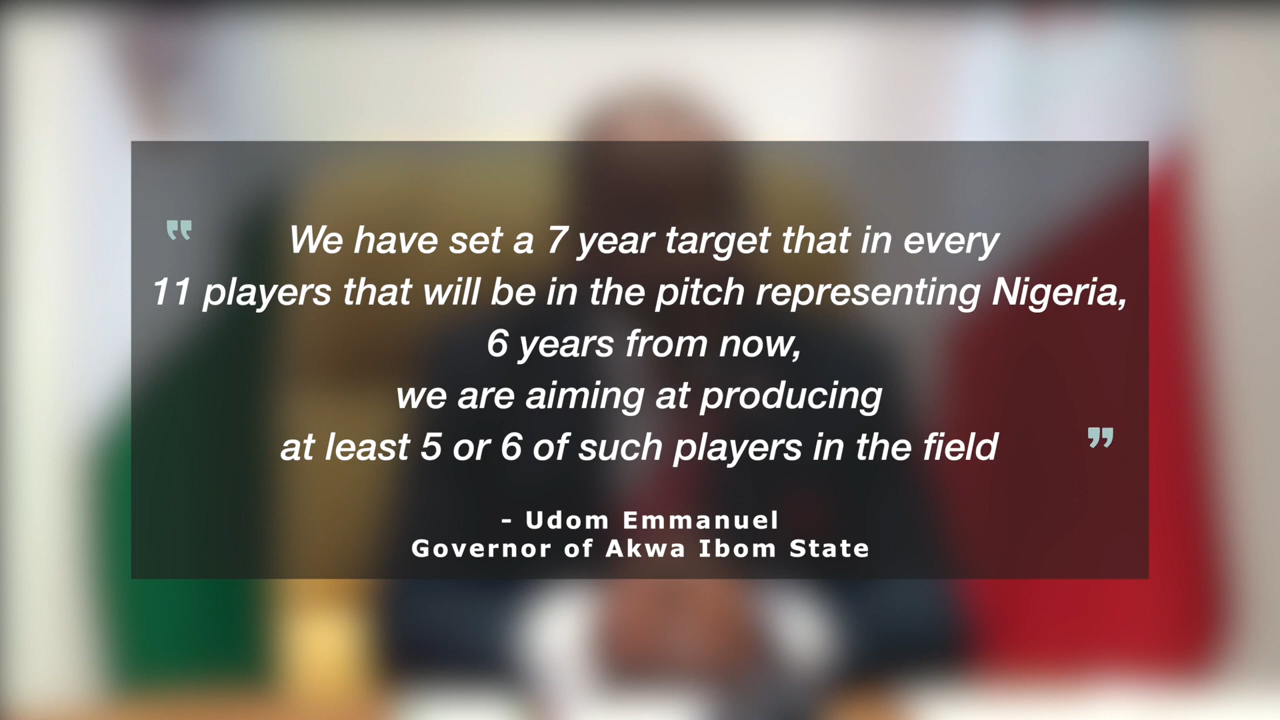 " We have set a 7 year target that in every
11 players that will be in the pitch representing Nigeria,
6 years from now,
we are aiming at producing
at least 5 or 6 of such players in the field "
- Udom Emmanuel
Governor of Akwa Ibom State